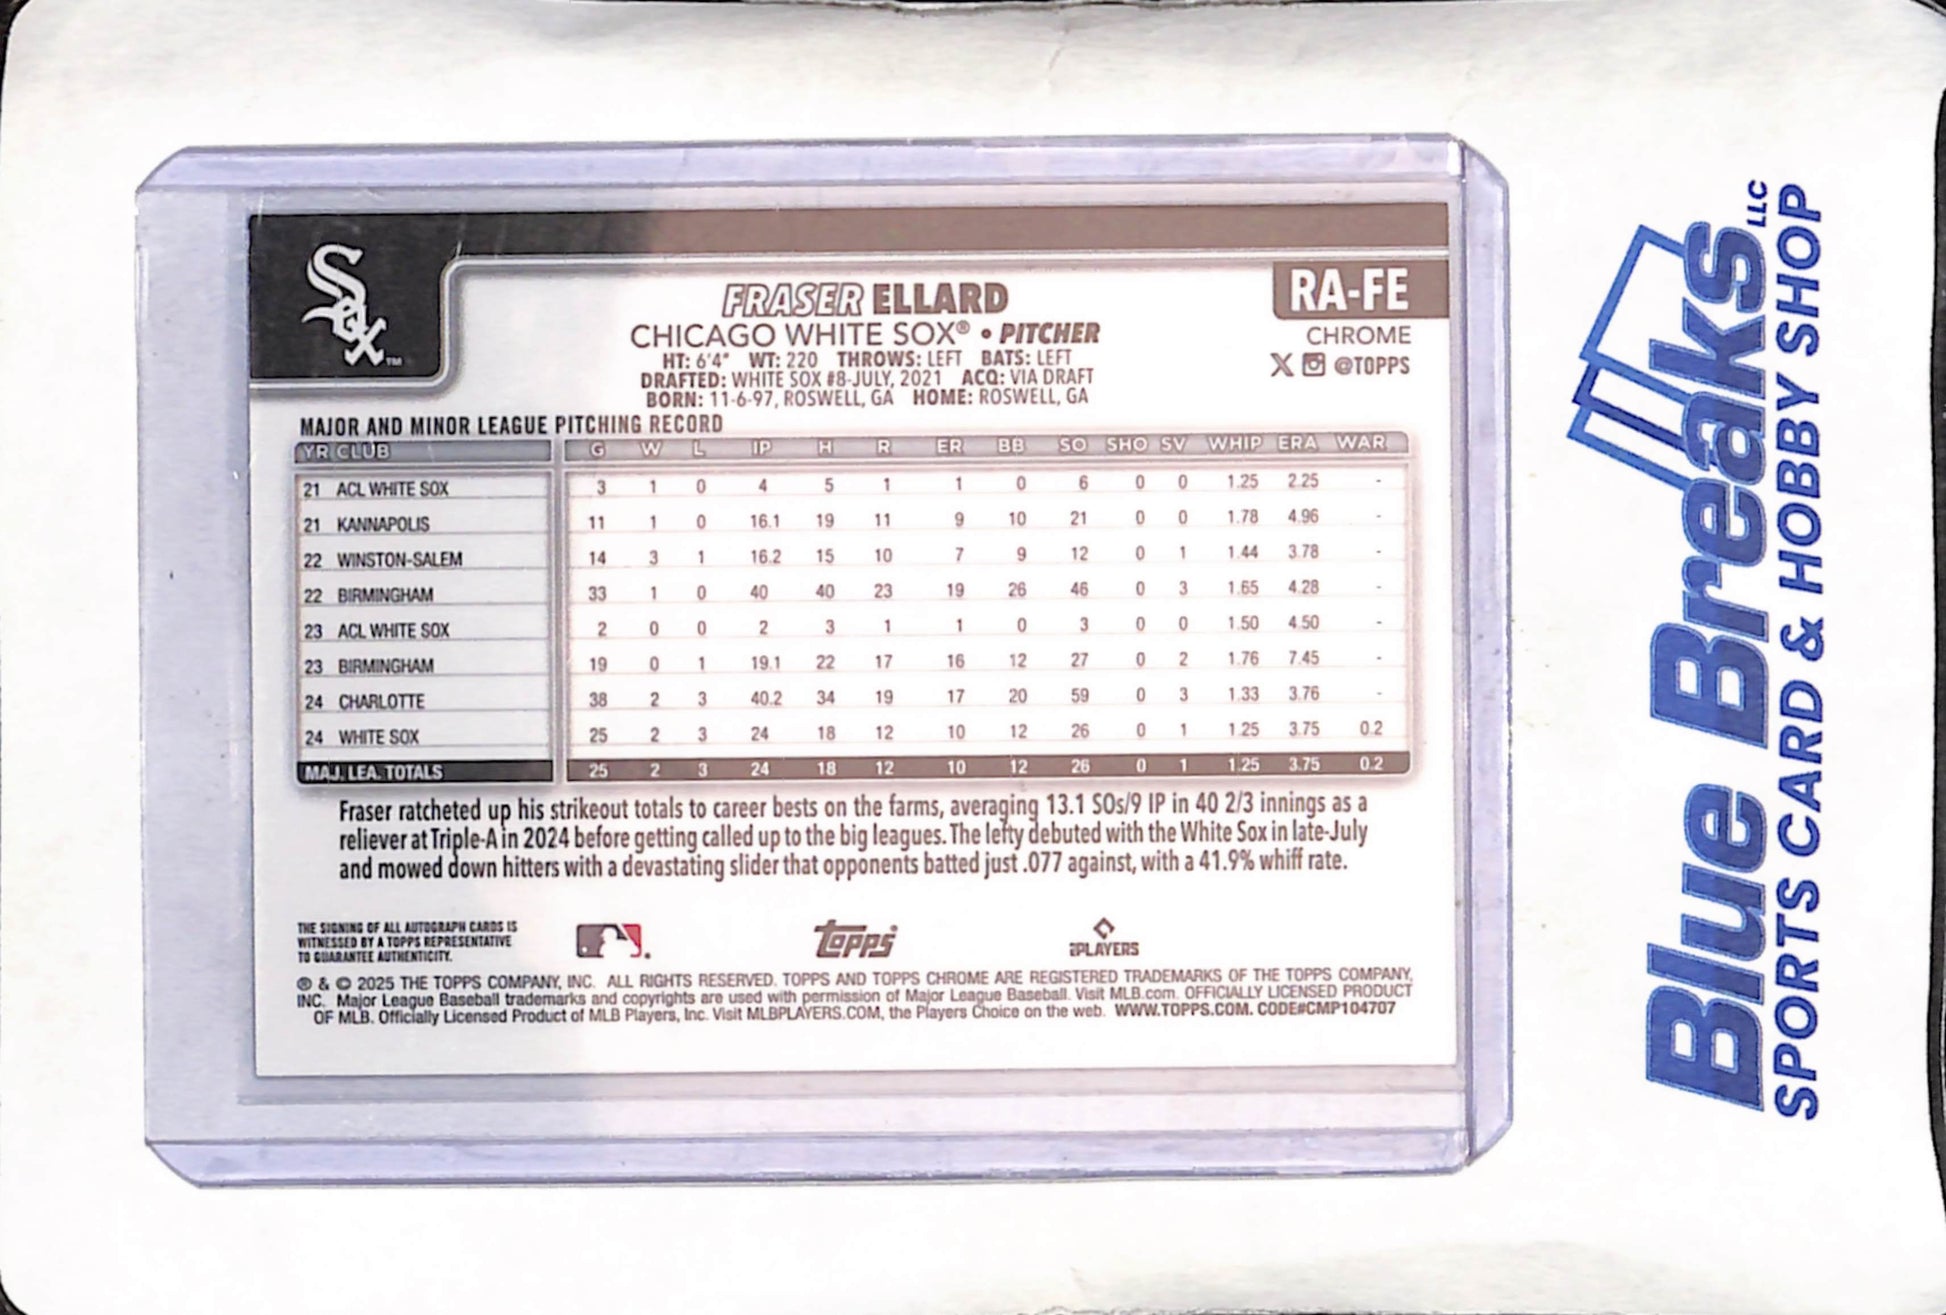 Sox
TM
FRASER ELLARD
CHICAGO WHITE SOX® • PITCHER
HT: 6'4" WT: 220 THROWS: LEFT BATS: LEFT
DRAFTED: WHITE SOX #8-JULY, 2021 ACQ: VIA DRAFT
BORN: 11-6-97, ROSWELL, GA HOME: ROSWELL, GA
RA-FE
CHROME
X @TOPPS
MAJOR AND MINOR LEAGUE PITCHING RECORD
YR CLUB G W L IP H R ER BB SO SHO SV WHIP ERA WAR
21 ACL WHITE SOX 3 1 0 4 5 1 1 0 6 0 0 1.25 2.25 -
21 KANNAPOLIS 11 1 0 16.1 19 11 9 10 21 0 0 1.78 4.96 -
22 WINSTON-SALEM 14 3 1 16.2 15 10 7 9 12 0 1 1.44 3.78 -
22 BIRMINGHAM 33 1 0 40 40 23 19 26 46 0 3 1.65 4.28 -
23 ACL WHITE SOX 2 0 0 2 3 1 1 0 3 0 0 1.50 4.50 -
23 BIRMINGHAM 19 0 1 19.1 22 17 16 12 27 0 2 1.76 7.45 -
24 CHARLOTTE 38 2 3 40.2 34 19 17 20 59 0 3 1.33 3.76 -
24 WHITE SOX 25 2 3 24 18 12 10 12 26 0 1 1.25 3.75 0.2
MAJ. LEA. TOTALS 25 2 3 24 18 12 10 12 26 0 1 1.25 3.75 0.2
Fraser ratcheted up his strikeout totals to career bests on the farms, averaging 13.1 SOs/9 IP in 40 2/3 innings as a
reliever at Triple-A in 2024 before getting called up to the big leagues. The lefty debuted with the White Sox in late-July
and mowed down hitters with a devastating slider that opponents batted just .077 against, with a 41.9% whiff rate.
THE SIGNING OF ALL AUTOGRAPH CARDS IS
WITNESSED BY A TOPPS REPRESENTATIVE
TO GUARANTEE AUTHENTICITY.
topps
PLAYERS
® & © 2025 THE TOPPS COMPANY, INC. ALL RIGHTS RESERVED. TOPPS AND TOPPS CHROME ARE REGISTERED TRADEMARKS OF THE TOPPS COMPANY,
INC. Major League Baseball trademarks and copyrights are used with permission of Major League Baseball. Visit MLB.com. OFFICIALLY LICENSED PRODUCT
OF MLB. Officially Licensed Product of MLB Players, Inc. Visit MLBPLAYERS.COM, the Players Choice on the web. WWW.TOPPS.COM. CODE#CMP104707
Blue Breaks LLC
SPORTS CARD & HOBBY SHOP